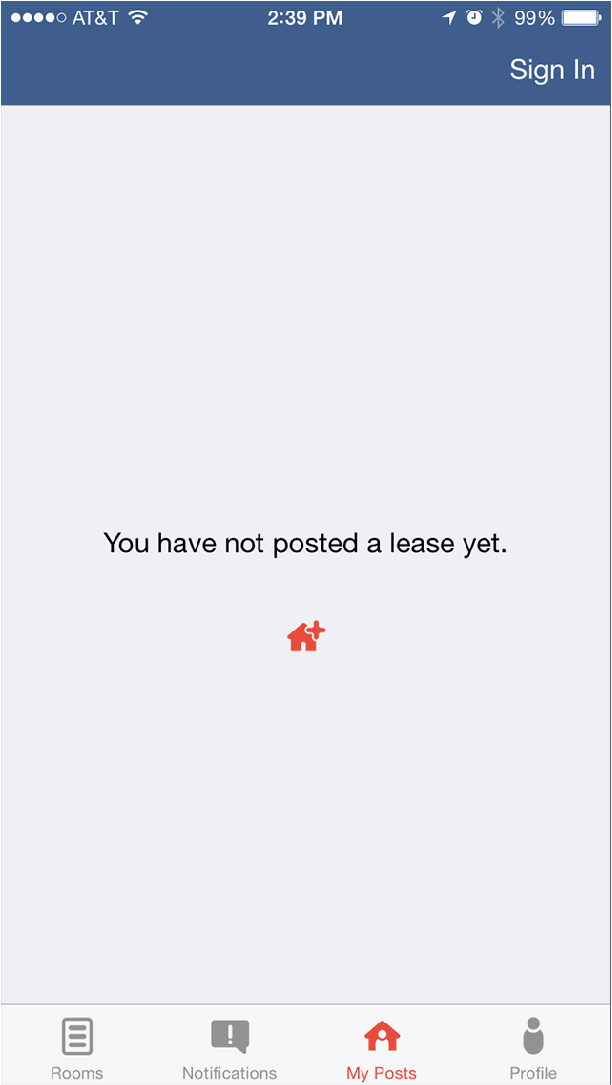 AT&T 2:39 PM 99%
Sign In
You have not posted a lease yet.
Rooms Notifications My Posts Profile